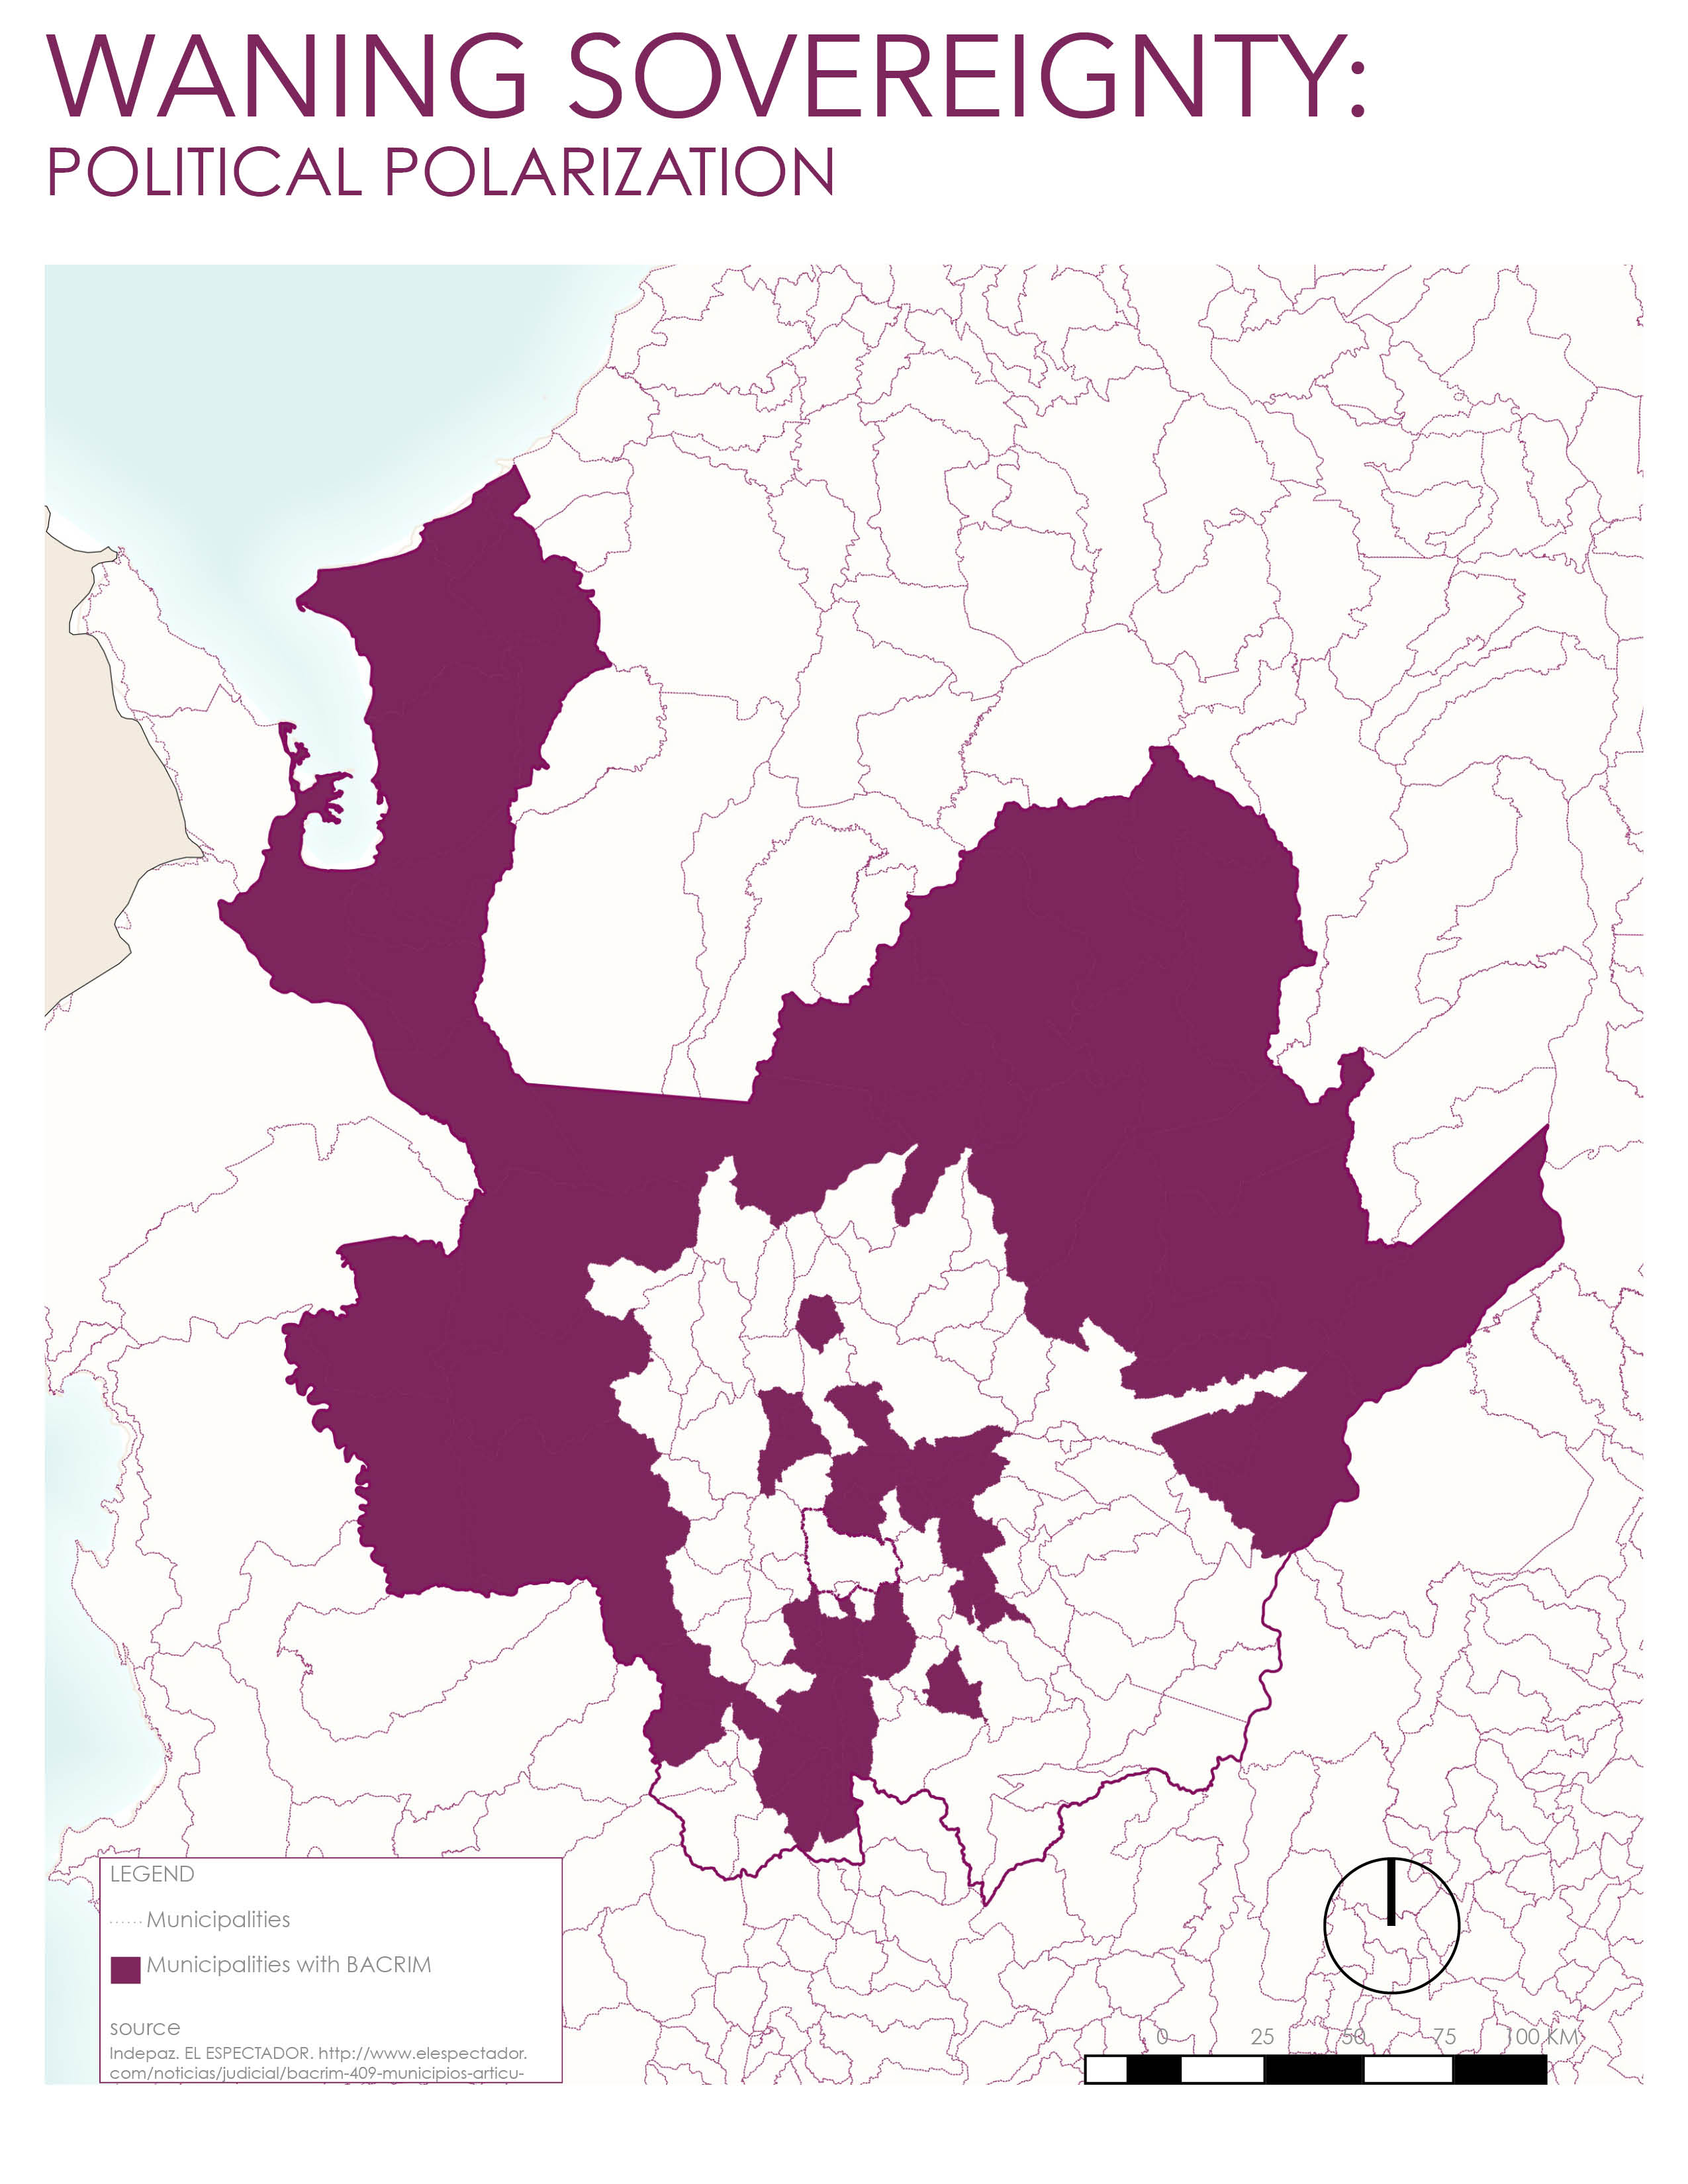 WANING SOVEREIGNTY:
POLITICAL POLARIZATION
LEGEND
Municipalities
Municipalities with BACRIM
source
Indepaz. EL ESPECTADOR. http://www.elespectador.
com/noticias/judicial/bacrim-409-municipios-articu-
0 25 50 75 100 KM